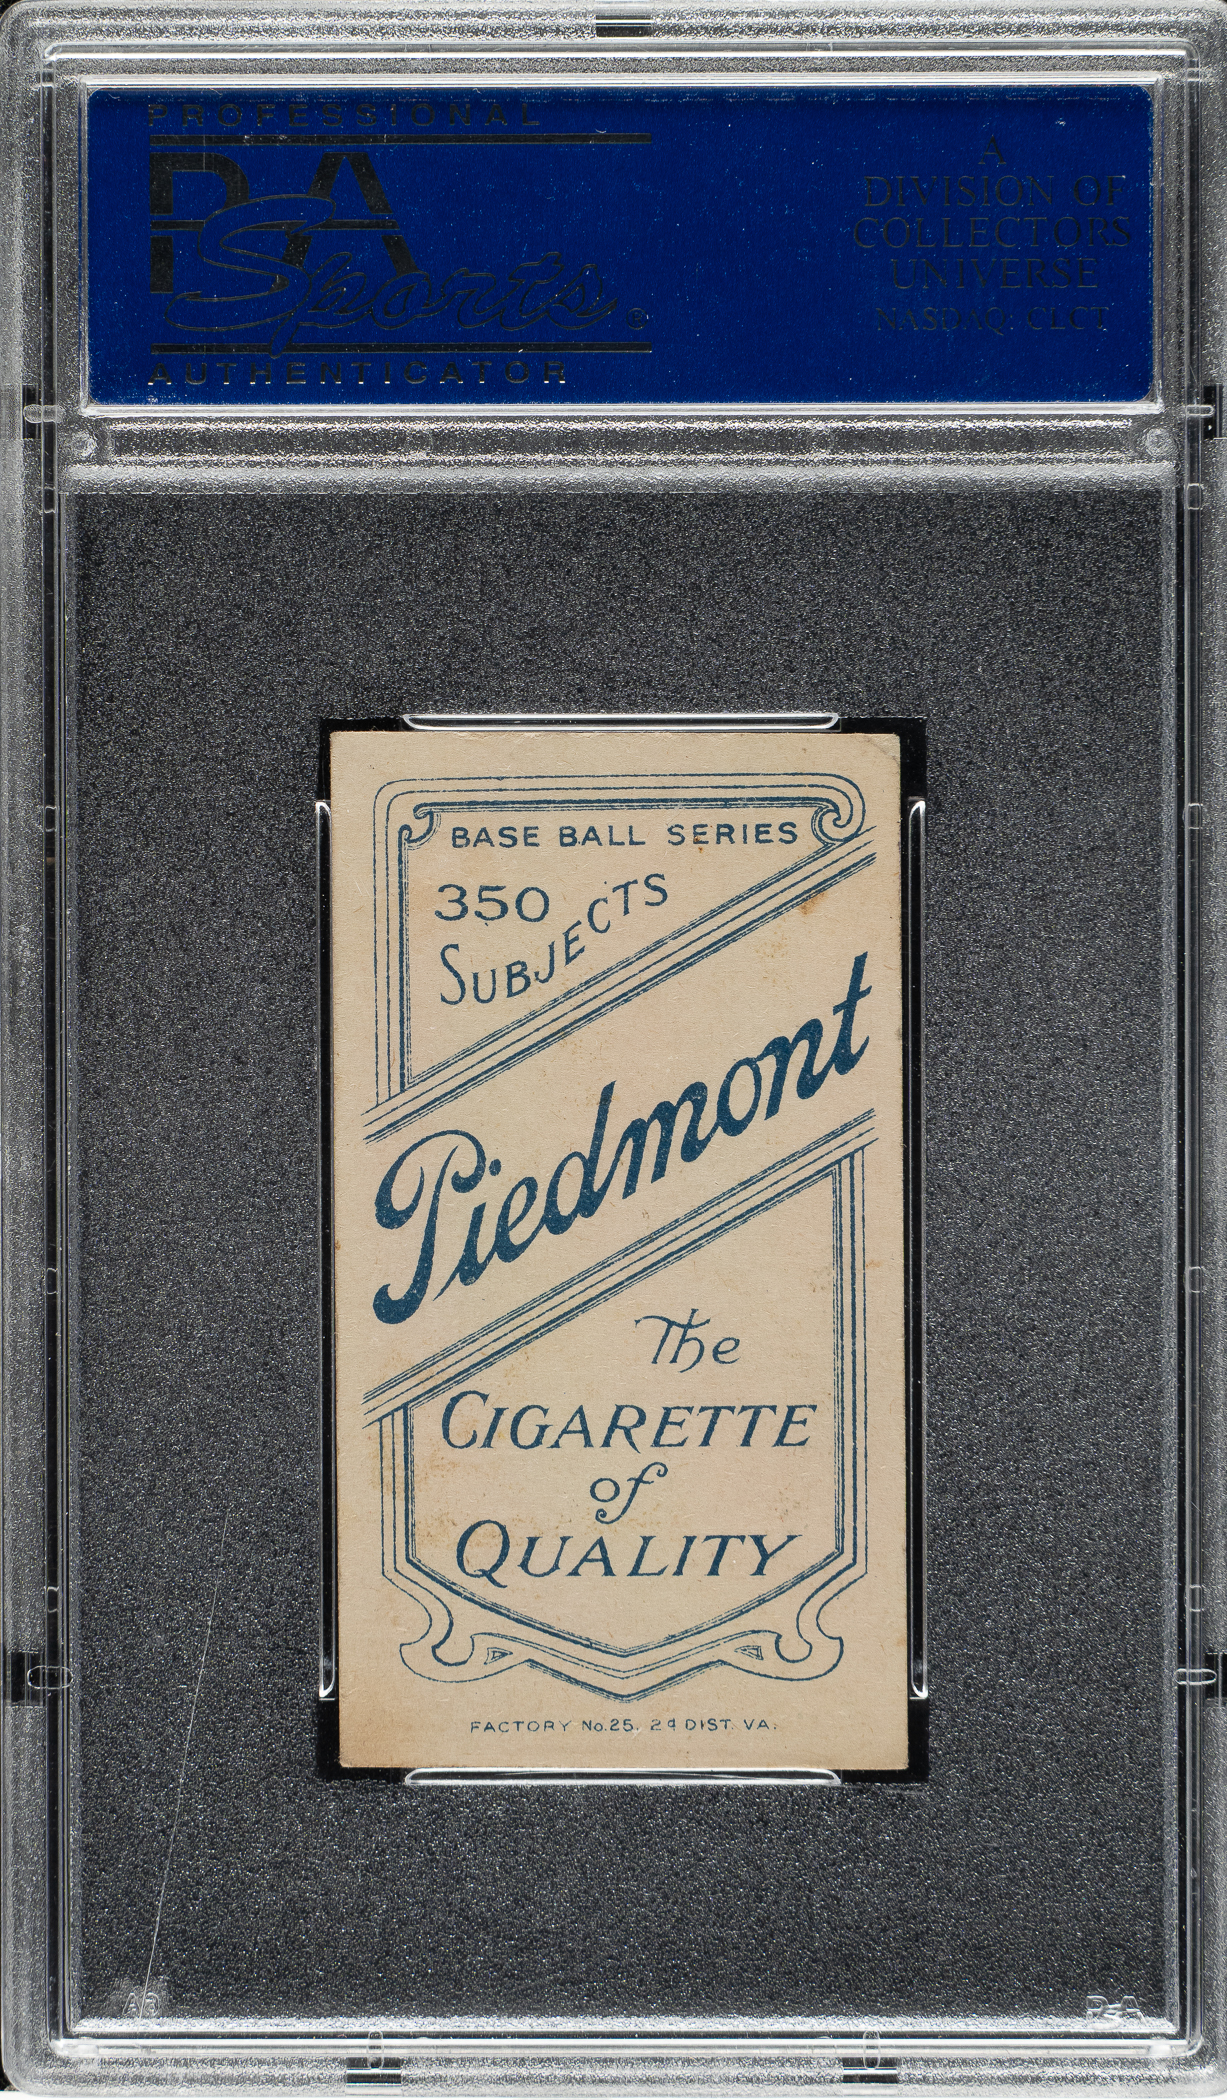 PROFESSIONAL
PSA
Sports®
AUTHENTICATOR
A
DIVISION OF
COLLECTORS
UNIVERSE
NASDAQ: CLCT
BASE BALL SERIES
350
SUBJECTS
Piedmont
The
CIGARETTE
of
QUALITY
FACTORY No.25, 2d DIST. VA.
PSA